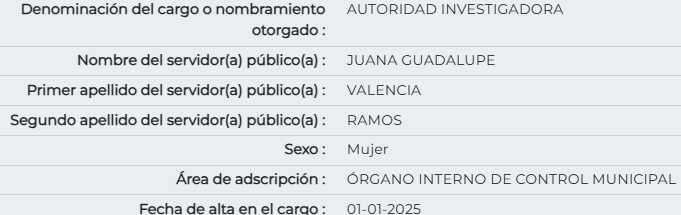 Denominación del cargo o nombramiento AUTORIDAD INVESTIGADORA
otorgado :
Nombre del servidor(a) público(a) : JUANA GUADALUPE
Primer apellido del servidor(a) público(a) : VALENCIA
Segundo apellido del servidor(a) público(a) : RAMOS
Sexo : Mujer
Área de adscripción : ÓRGANO INTERNO DE CONTROL MUNICIPAL
Fecha de alta en el cargo : 01-01-2025